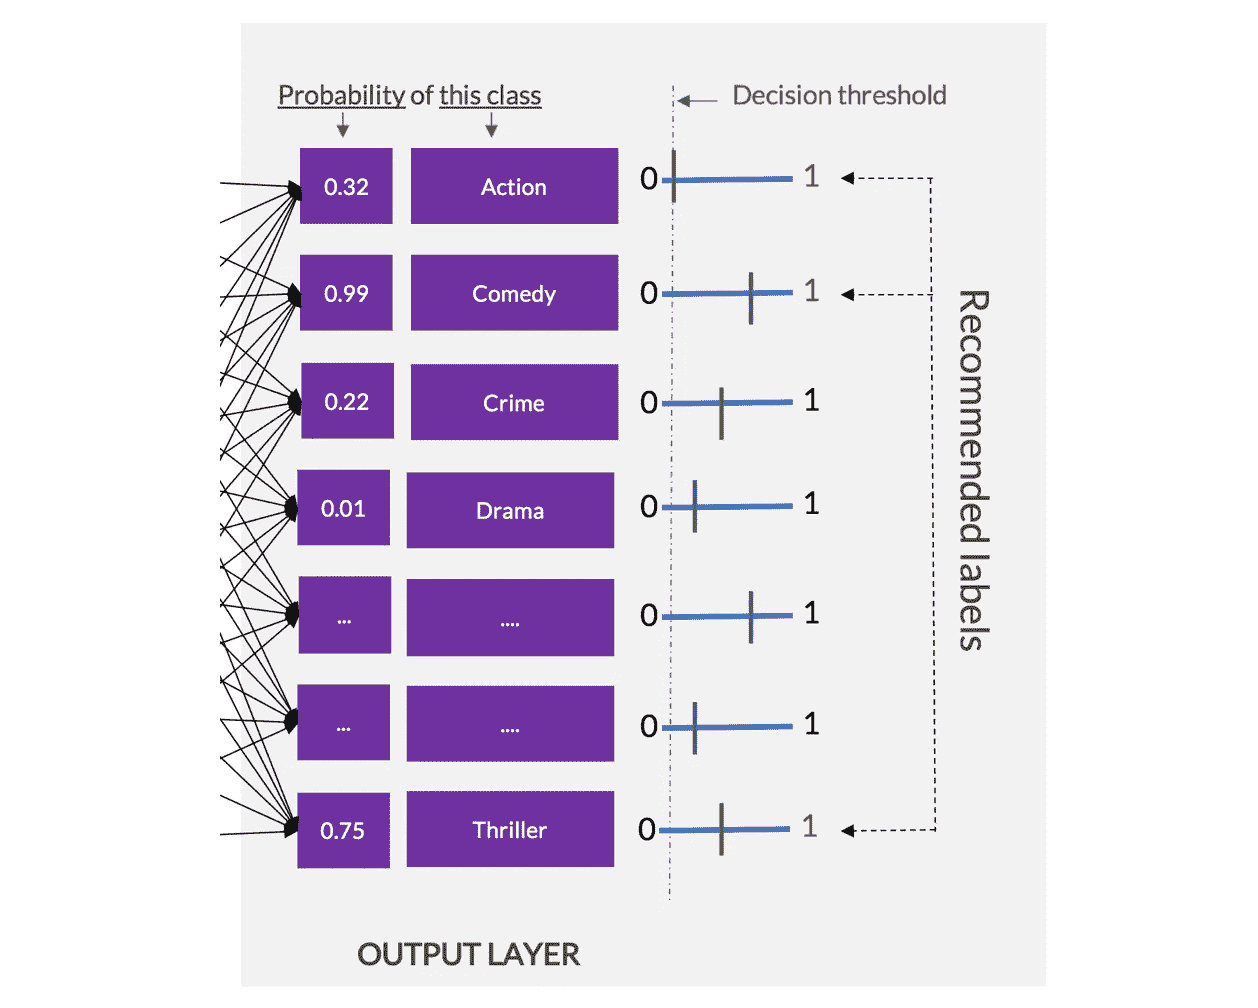 Probability of this class
Decision threshold
0.32 Action 0 1
0.99 Comedy 0 1
0.22 Crime 0 1
0.01 Drama 0 1
... .... 0 1
... .... 0 1
0.75 Thriller 0 1
Recommended labels
OUTPUT LAYER